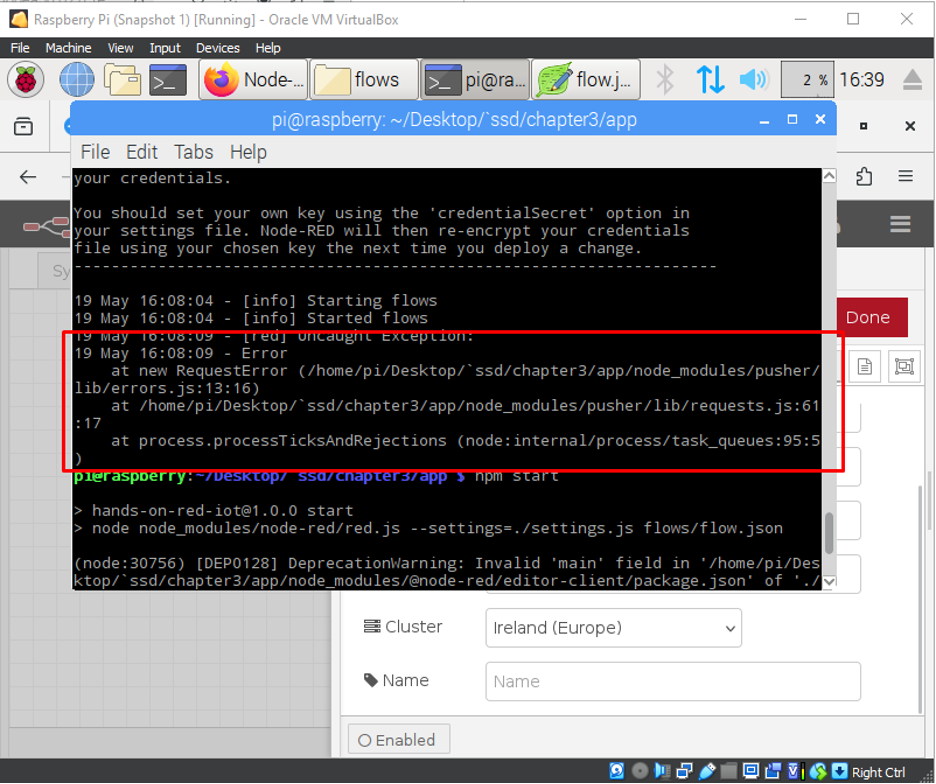 Raspberry Pi (Snapshot 1) [Running] - Oracle VM VirtualBox
File Machine View Input Devices Help
Node-... flows pi@ra... flow.j... 2 % 16:39
pi@raspberry: ~/Desktop/`ssd/chapter3/app
File Edit Tabs Help
your credentials.
You should set your own key using the 'credentialSecret' option in
your settings file. Node-RED will then re-encrypt your credentials
file using your chosen key the next time you deploy a change.
---------------------------------------------------------------------
Sy
19 May 16:08:04 - [info] Starting flows
19 May 16:08:04 - [info] Started flows
Done
19 May 16:08:09 - [red] Uncaught Exception:
19 May 16:08:09 - Error
at new RequestError (/home/pi/Desktop/`ssd/chapter3/app/node_modules/pusher/
lib/errors.js:13:16)
at /home/pi/Desktop/`ssd/chapter3/app/node_modules/pusher/lib/requests.js:61
:17
at process.processTicksAndRejections (node:internal/process/task_queues:95:5
)
pi@raspberry:~/Desktop/`ssd/chapter3/app $ npm start
> hands-on-red-iot@1.0.0 start
> node node_modules/node-red/red.js --settings=./settings.js flows/flow.json
(node:30756) [DEP0128] DeprecationWarning: Invalid 'main' field in '/home/pi/Des
ktop/`ssd/chapter3/app/node_modules/@node-red/editor-client/package.json' of './
Cluster Ireland (Europe)
Name Name
Enabled
Right Ctrl